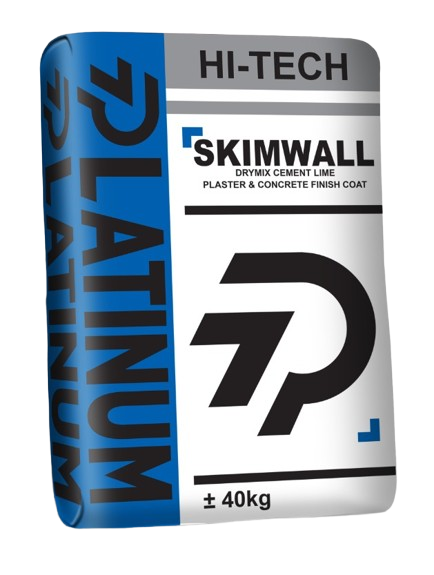 HI-TECH
SKIMWALL
DRYMIX CEMENT LIME
PLASTER & CONCRETE FINISH COAT
± 40kg
PLATINUM
PLATINUM